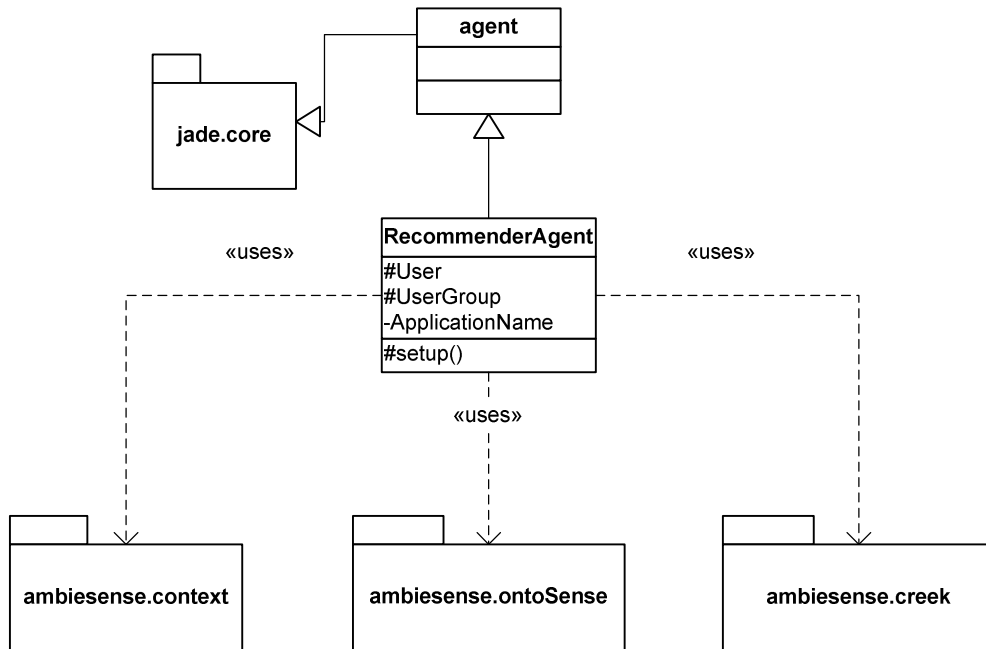 agent
jade.core
RecommenderAgent
#User
#UserGroup
-ApplicationName
#setup()
«uses»
«uses»
«uses»
ambiesense.context
ambiesense.ontoSense
ambiesense.creek